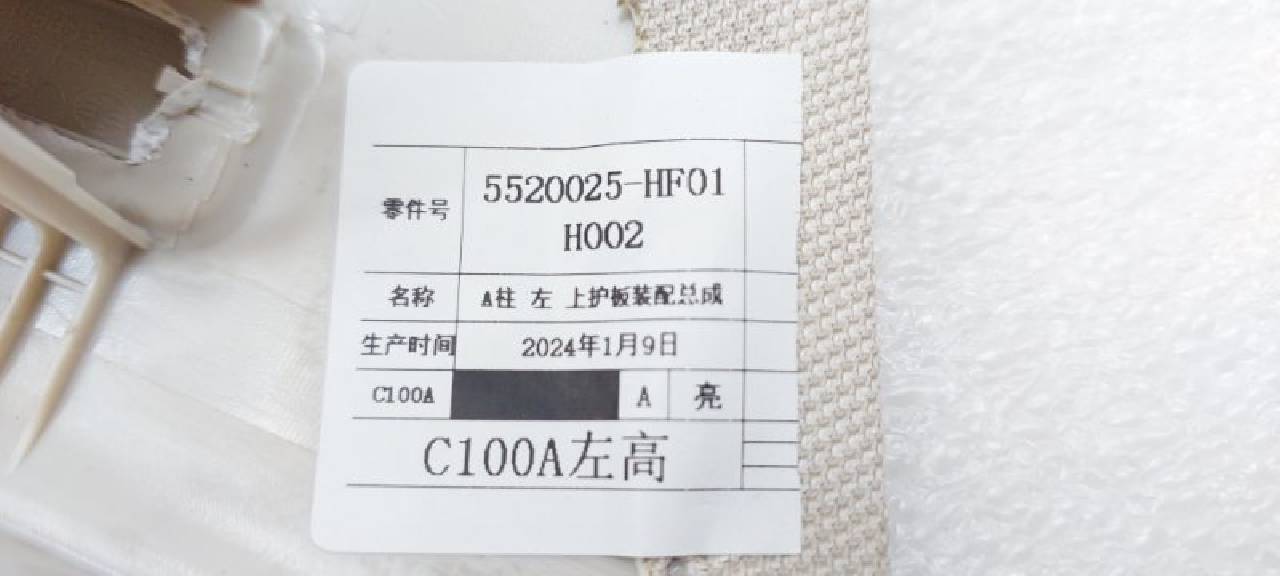 零件号 5520025-HF01
H002
名称 A柱 左 上护板装配总成
生产时间 2024年1月9日
C100A A 亮
C100A左高